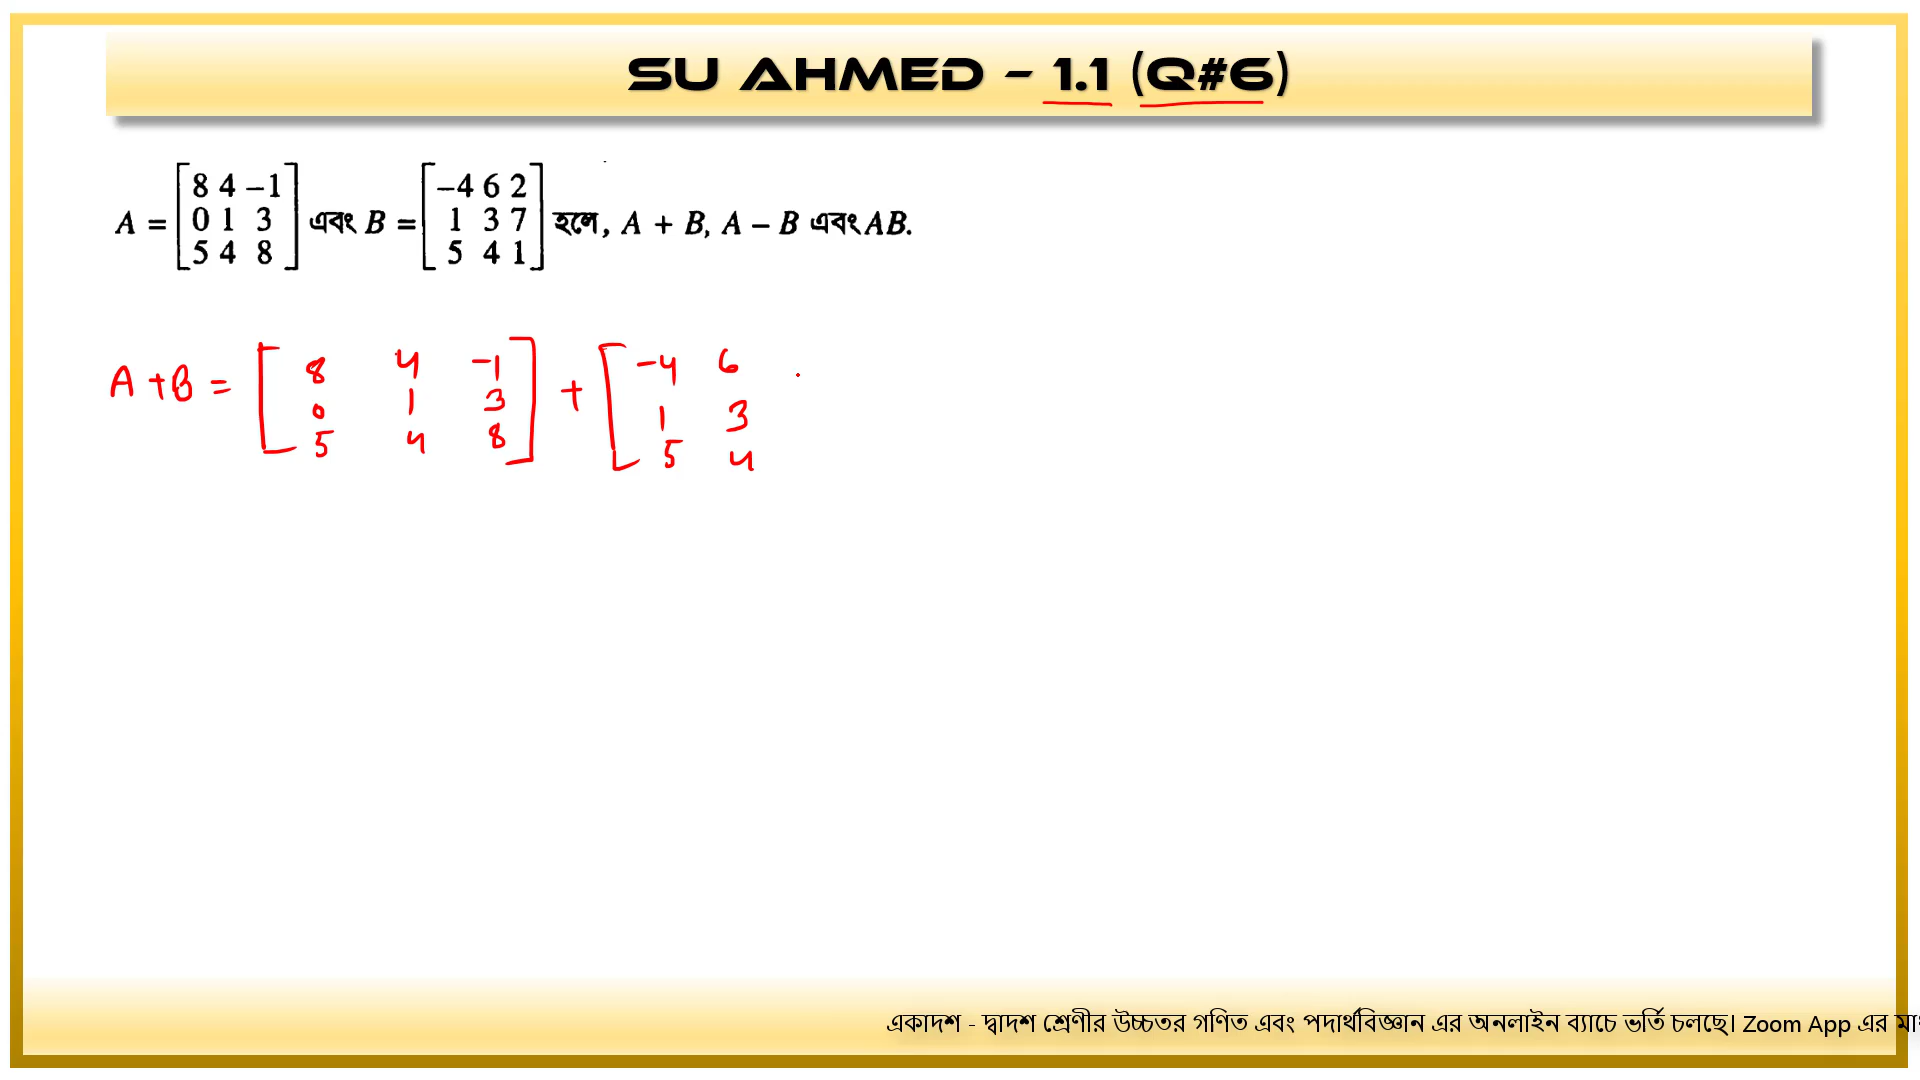 SU AHMED - 1.1 (Q#6)
A = [8 4 −1
0 1 3
5 4 8] এবং B = [−4 6 2
1 3 7
5 4 1] হলে, A + B, A − B এবং AB.
A+B = [8 4 −1
0 1 3
5 4 8] + [−4 6
1 3
5 4
একাদশ - দ্বাদশ শ্রেণীর উচ্চতর গণিত এবং পদার্থবিজ্ঞান এর অনলাইন ব্যাচে ভর্তি চলছে। Zoom App এর